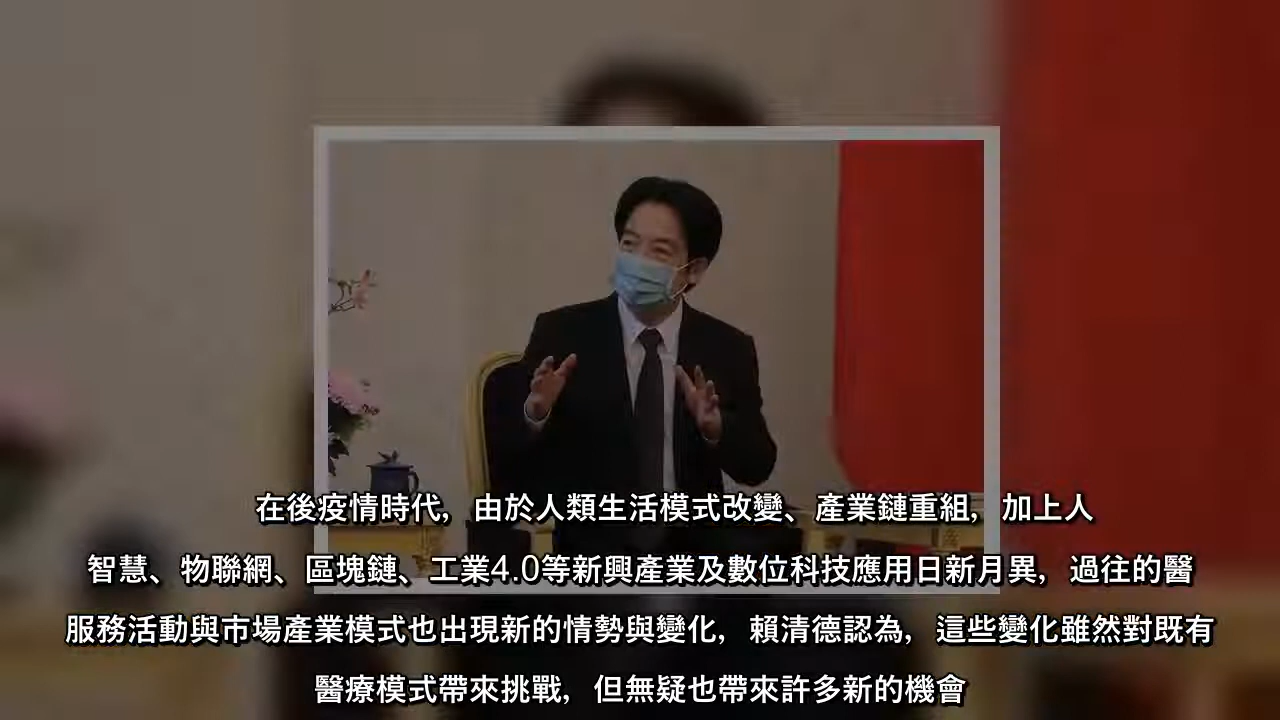 在後疫情時代，由於人類生活模式改變、產業鏈重組，加上人
智慧、物聯網、區塊鏈、工業4.0等新興產業及數位科技應用日新月異，過往的醫
服務活動與市場產業模式也出現新的情勢與變化，賴清德認為，這些變化雖然對既有
醫療模式帶來挑戰，但無疑也帶來許多新的機會